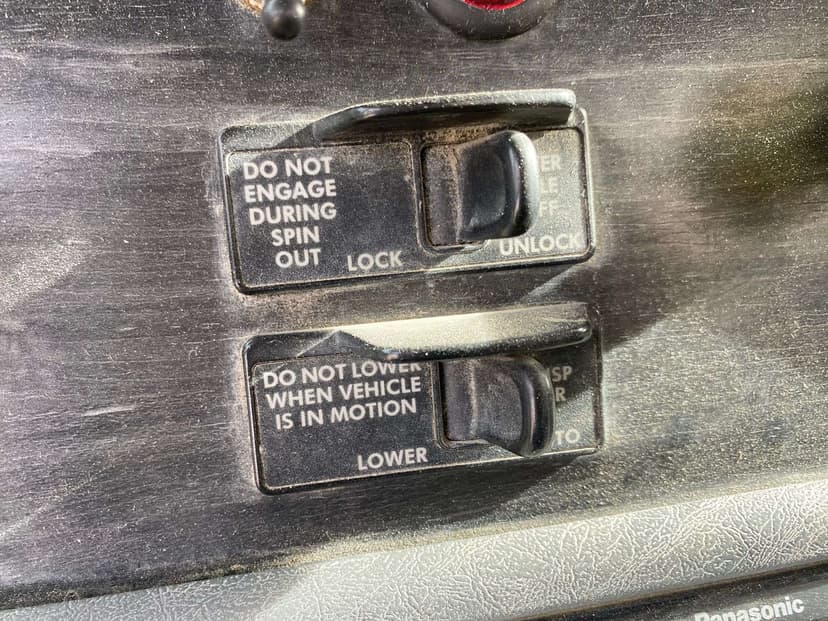 DO NOT
ENGAGE
DURING
SPIN
OUT
LOCK
UNLOCK
DO NOT LOWER
WHEN VEHICLE
IS IN MOTION
LOWER
Panasonic